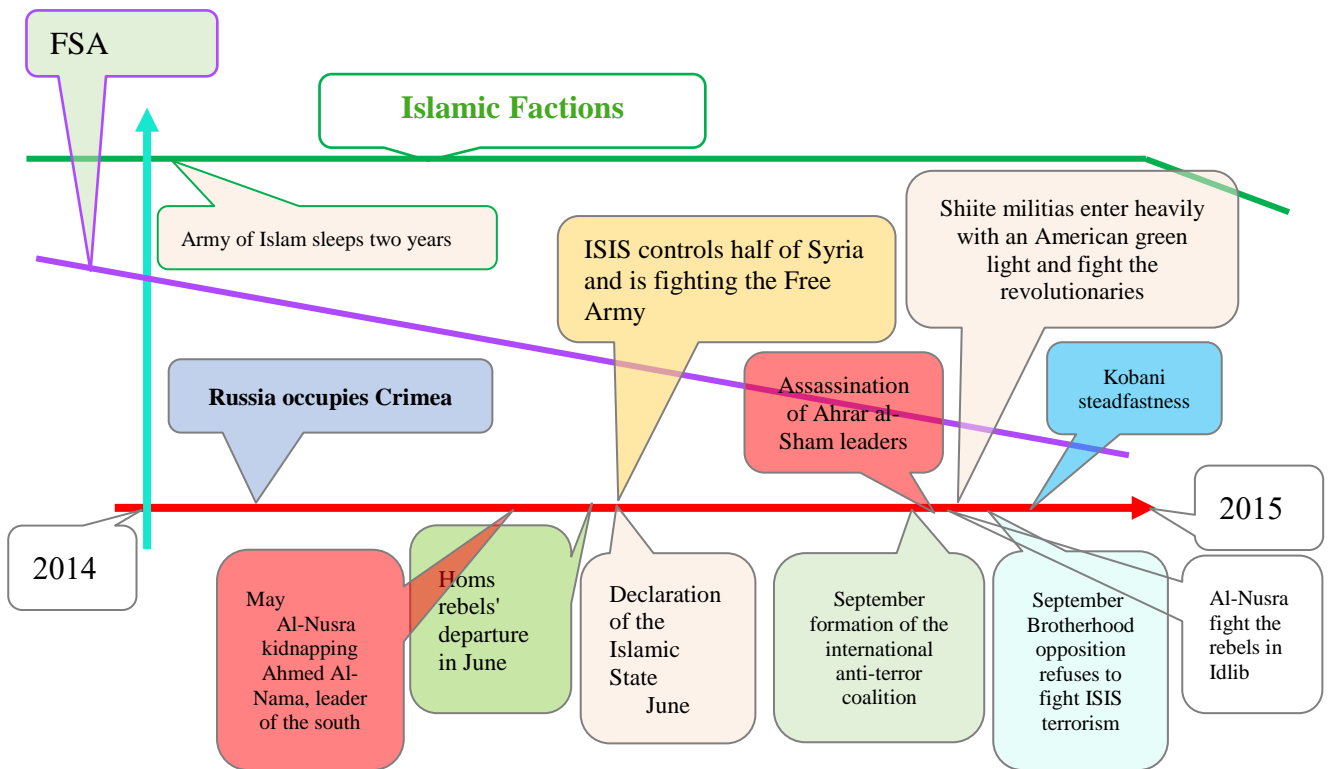 FSA
Islamic Factions
Army of Islam sleeps two years
ISIS controls half of Syria
and is fighting the Free
Army
Shiite militias enter heavily
with an American green
light and fight the
revolutionaries
Russia occupies Crimea
Assassination
of Ahrar al-
Sham leaders
Kobani
steadfastness
2014
2015
May
Al-Nusra
kidnapping
Ahmed Al-
Nama, leader
of the south
Homs
rebels'
departure
in June
Declaration
of the
Islamic
State
June
September
formation of the
international
anti-terror
coalition
September
Brotherhood
opposition
refuses to
fight ISIS
terrorism
Al-Nusra
fight the
rebels in
Idlib